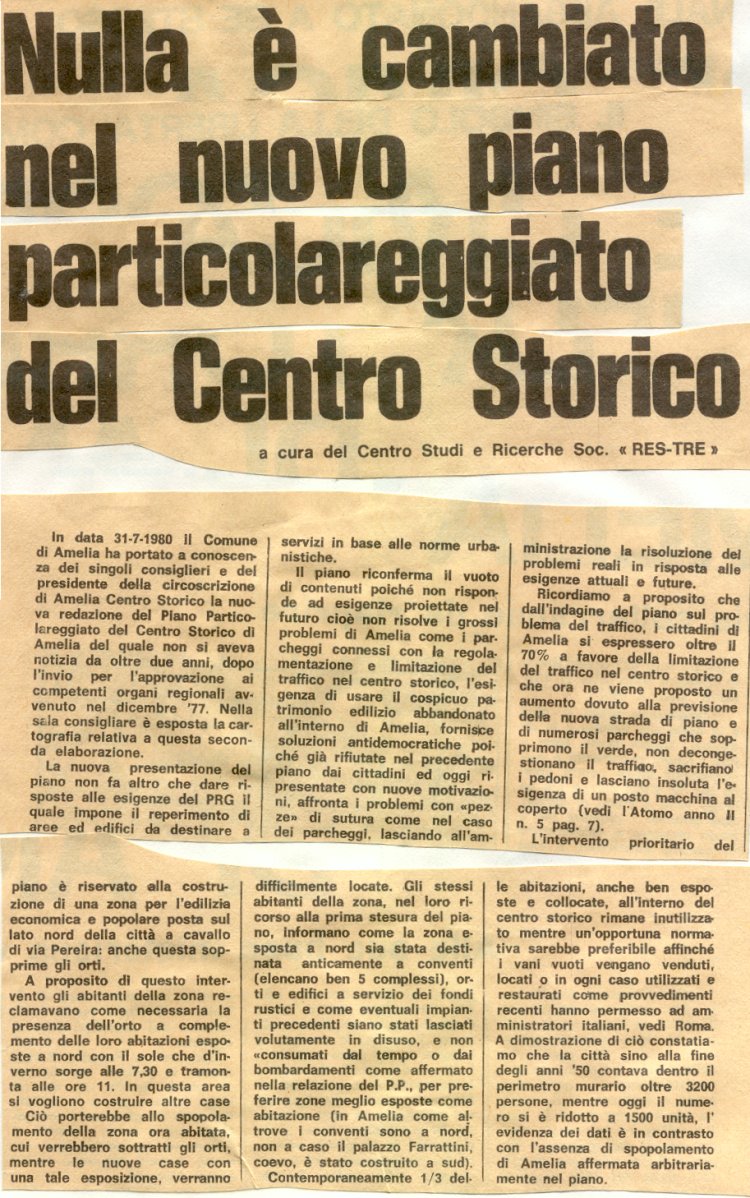 Nulla è cambiato
nel nuovo piano
particolareggiato
del Centro Storico
a cura del Centro Studi e Ricerche Soc. « RES-TRE »
In data 31-7-1980 il Comune
di Amelia ha portato a conoscen-
za dei singoli consiglieri e del
presidente della circoscrizione
di Amelia Centro Storico la nuo-
va redazione del Piano Partico-
lareggiato del Centro Storico di
Amelia del quale non si aveva
notizia da oltre due anni, dopo
l'invio per l'approvazione ai
competenti organi regionali av-
venuto nel dicembre '77. Nella
sala consigliare è esposta la car-
tografia relativa a questa secon-
da elaborazione.
La nuova presentazione del
piano non fa altro che dare ri-
sposte alle esigenze del PRG il
quale impone il reperimento di
aree ed edifici da destinare a
servizi in base alle norme urba-
nistiche.
Il piano riconferma il vuoto
di contenuti poiché non rispon-
de ad esigenze proiettate nel
futuro cioè non risolve i grossi
problemi di Amelia come i par-
cheggi connessi con la regola-
mentazione e limitazione del
traffico nel centro storico, l'esi-
genza di usare il cospicuo pa-
trimonio edilizio abbandonato
all'interno di Amelia, fornisce
soluzioni antidemocratiche poi-
ché già rifiutate nel precedente
piano dai cittadini ed oggi ri-
presentate con nuove motivazio-
ni, affronta i problemi con «pez-
ze» di sutura come nel caso
dei parcheggi, lasciando all'am-
ministrazione la risoluzione dei
problemi reali in risposta alle
esigenze attuali e future.
Ricordiamo a proposito che
dall'indagine del piano sul pro-
blema del traffico, i cittadini di
Amelia si espressero oltre il
70% a favore della limitazione
del traffico nel centro storico e
che ora ne viene proposto un
aumento dovuto alla previsione
della nuova strada di piano e
di numerosi parcheggi che sop-
primono il verde, non deconge-
stionano il traffico, sacrificano
i pedoni e lasciano insoluta l'e-
sigenza di un posto macchina al
coperto (vedi l'Atomo anno II
n. 5 pag. 7).
L'intervento prioritario del
piano è riservato alla costru-
zione di una zona per l'edilizia
economica e popolare posta sul
lato nord della città a cavallo
di via Pereira: anche questa sop-
prime gli orti.
A proposito di questo inter-
vento gli abitanti della zona re-
clamavano come necessaria la
presenza dell'orto a comple-
mento delle loro abitazioni espo-
ste a nord con il sole che d'in-
verno sorge alle 7,30 e tramon-
ta alle ore 11. In questa area
si vogliono costruire altre case
Ciò porterebbe allo spopola-
mento della zona ora abitata,
cui verrebbero sottratti gli orti,
mentre le nuove case con
una tale esposizione, verranno
difficilmente locate. Gli stessi
abitanti della zona, nel loro ri-
corso alla prima stesura del pia-
no, informano come la zona e-
sposta a nord sia stata desti-
nata anticamente a conventi
(elencano ben 5 complessi), or-
ti e edifici a servizio dei fondi
rustici e come eventuali impian-
ti precedenti siano stati lasciati
volutamente in disuso, e non
«consumati dal tempo o dai
bombardamenti come affermato
nella relazione del P.P., per pre-
ferire zone meglio esposte come
abitazione (in Amelia come al-
trove i conventi sono a nord,
non a caso il palazzo Farrattini,
coevo, è stato costruito a sud).
Contemporaneamente 1/3 del-
le abitazioni, anche ben espo-
ste e collocate, all'interno del
centro storico rimane inutilizza-
to mentre un'opportuna norma-
tiva sarebbe preferibile affinché
i vani vuoti vengano venduti,
locati o in ogni caso utilizzati e
restaurati come provvedimenti
recenti hanno permesso ad am-
ministratori italiani, vedi Roma.
A dimostrazione di ciò constatia-
mo che la città sino alla fine
degli anni '50 contava dentro il
perimetro murario oltre 3200
persone, mentre oggi il nume-
ro si è ridotto a 1500 unità, l'
evidenza dei dati è in contrasto
con l'assenza di spopolamento
di Amelia affermata arbitraria-
mente nel piano.